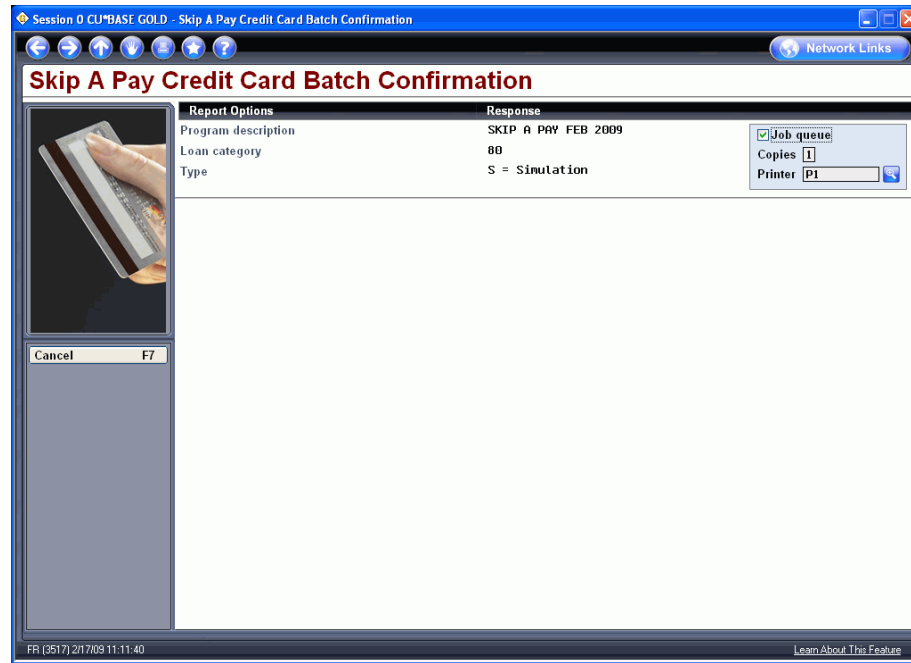 Session 0 CU*BASE GOLD - Skip A Pay Credit Card Batch Confirmation
Network Links
Skip A Pay Credit Card Batch Confirmation
Report Options Response
Program description SKIP A PAY FEB 2009
Loan category 80
Type S = Simulation
Job queue
Copies 1
Printer P1
Cancel F7
FR (3517) 2/17/09 11:11:40
Learn About This Feature